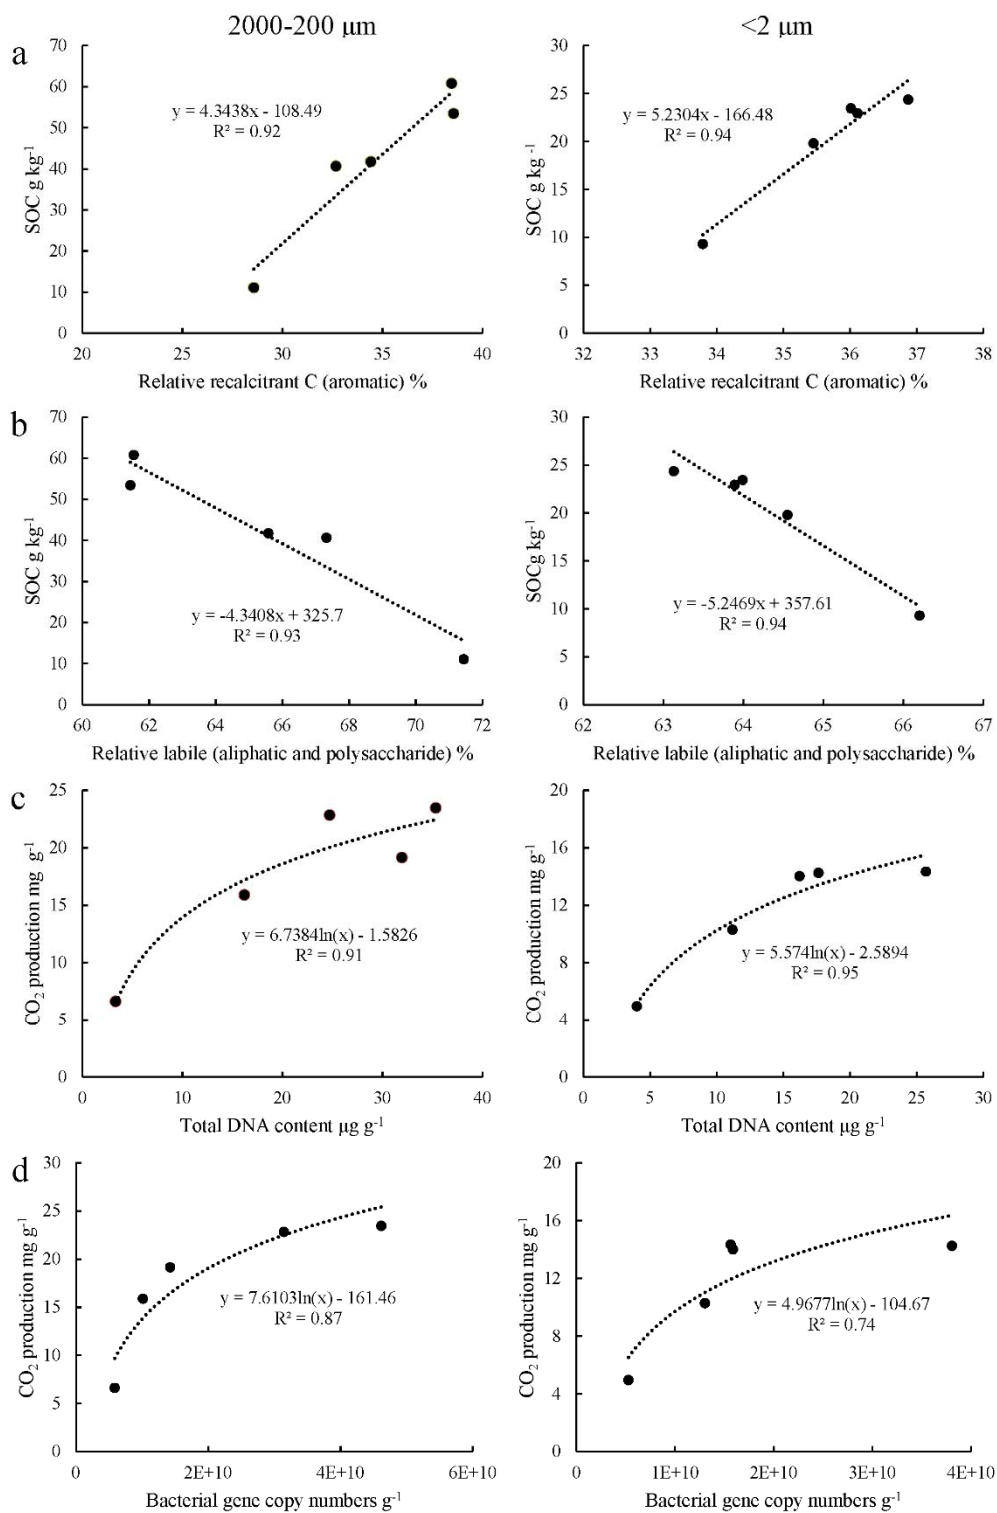 2000-200 μm
<2 μm
a
70
60
50
40
30
20
10
0
SOC g kg-1
y = 4.3438x - 108.49
R² = 0.92
20 25 30 35 40
Relative recalcitrant C (aromatic) %
30
25
20
15
10
5
0
SOC g kg-1
y = 5.2304x - 166.48
R² = 0.94
32 33 34 35 36 37 38
Relative recalcitrant C (aromatic) %
b
70
60
50
40
30
20
10
0
SOC g kg-1
y = -4.3408x + 325.7
R² = 0.93
60 62 64 66 68 70 72
Relative labile (aliphatic and polysaccharide) %
30
25
20
15
10
5
0
SOCg kg-1
y = -5.2469x + 357.61
R² = 0.94
62 63 64 65 66 67
Relative labile (aliphatic and polysaccharide) %
c
25
20
15
10
5
0
CO2 production mg g-1
y = 6.7384ln(x) - 1.5826
R² = 0.91
0 10 20 30 40
Total DNA content μg g-1
20
16
12
8
4
0
CO2 production mg g-1
y = 5.574ln(x) - 2.5894
R² = 0.95
0 5 10 15 20 25 30
Total DNA content μg g-1
d
30
25
20
15
10
5
0
CO2 production mg g-1
y = 7.6103ln(x) - 161.46
R² = 0.87
0 2E+10 4E+10 6E+10
Bacterial gene copy numbers g-1
20
16
12
8
4
0
CO2 production mg g-1
y = 4.9677ln(x) - 104.67
R² = 0.74
0 1E+10 2E+10 3E+10 4E+10
Bacterial gene copy numbers g-1